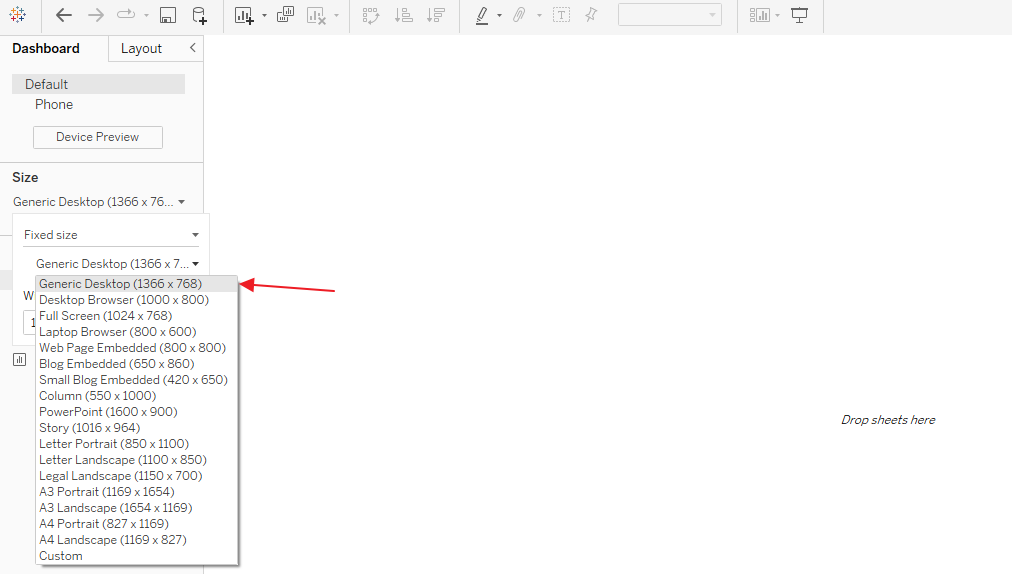 Dashboard
Layout
Default
Phone
Device Preview
Size
Generic Desktop (1366 x 76...
Fixed size
Generic Desktop (1366 x 7...
Generic Desktop (1366 x 768)
Desktop Browser (1000 x 800)
Full Screen (1024 x 768)
Laptop Browser (800 x 600)
Web Page Embedded (800 x 800)
Blog Embedded (650 x 860)
Small Blog Embedded (420 x 650)
Column (550 x 1000)
PowerPoint (1600 x 900)
Story (1016 x 964)
Letter Portrait (850 x 1100)
Letter Landscape (1100 x 850)
Legal Landscape (1150 x 700)
A3 Portrait (1169 x 1654)
A3 Landscape (1654 x 1169)
A4 Portrait (827 x 1169)
A4 Landscape (1169 x 827)
Custom
Drop sheets here